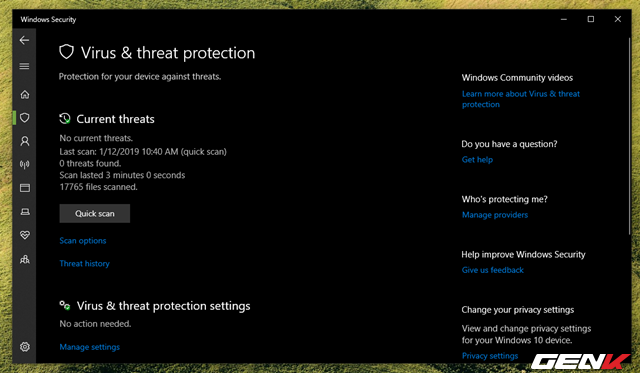 Windows Security
Virus & threat protection
Protection for your device against threats.
Current threats
No current threats.
Last scan: 1/12/2019 10:40 AM (quick scan)
0 threats found.
Scan lasted 3 minutes 0 seconds
17765 files scanned.
Quick scan
Scan options
Threat history
Virus & threat protection settings
No action needed.
Manage settings
Windows Community videos
Learn more about Virus & threat
protection
Do you have a question?
Get help
Who's protecting me?
Manage providers
Help improve Windows Security
Give us feedback
Change your privacy settings
View and change privacy settings
for your Windows 10 device.
Privacy settings
GENK